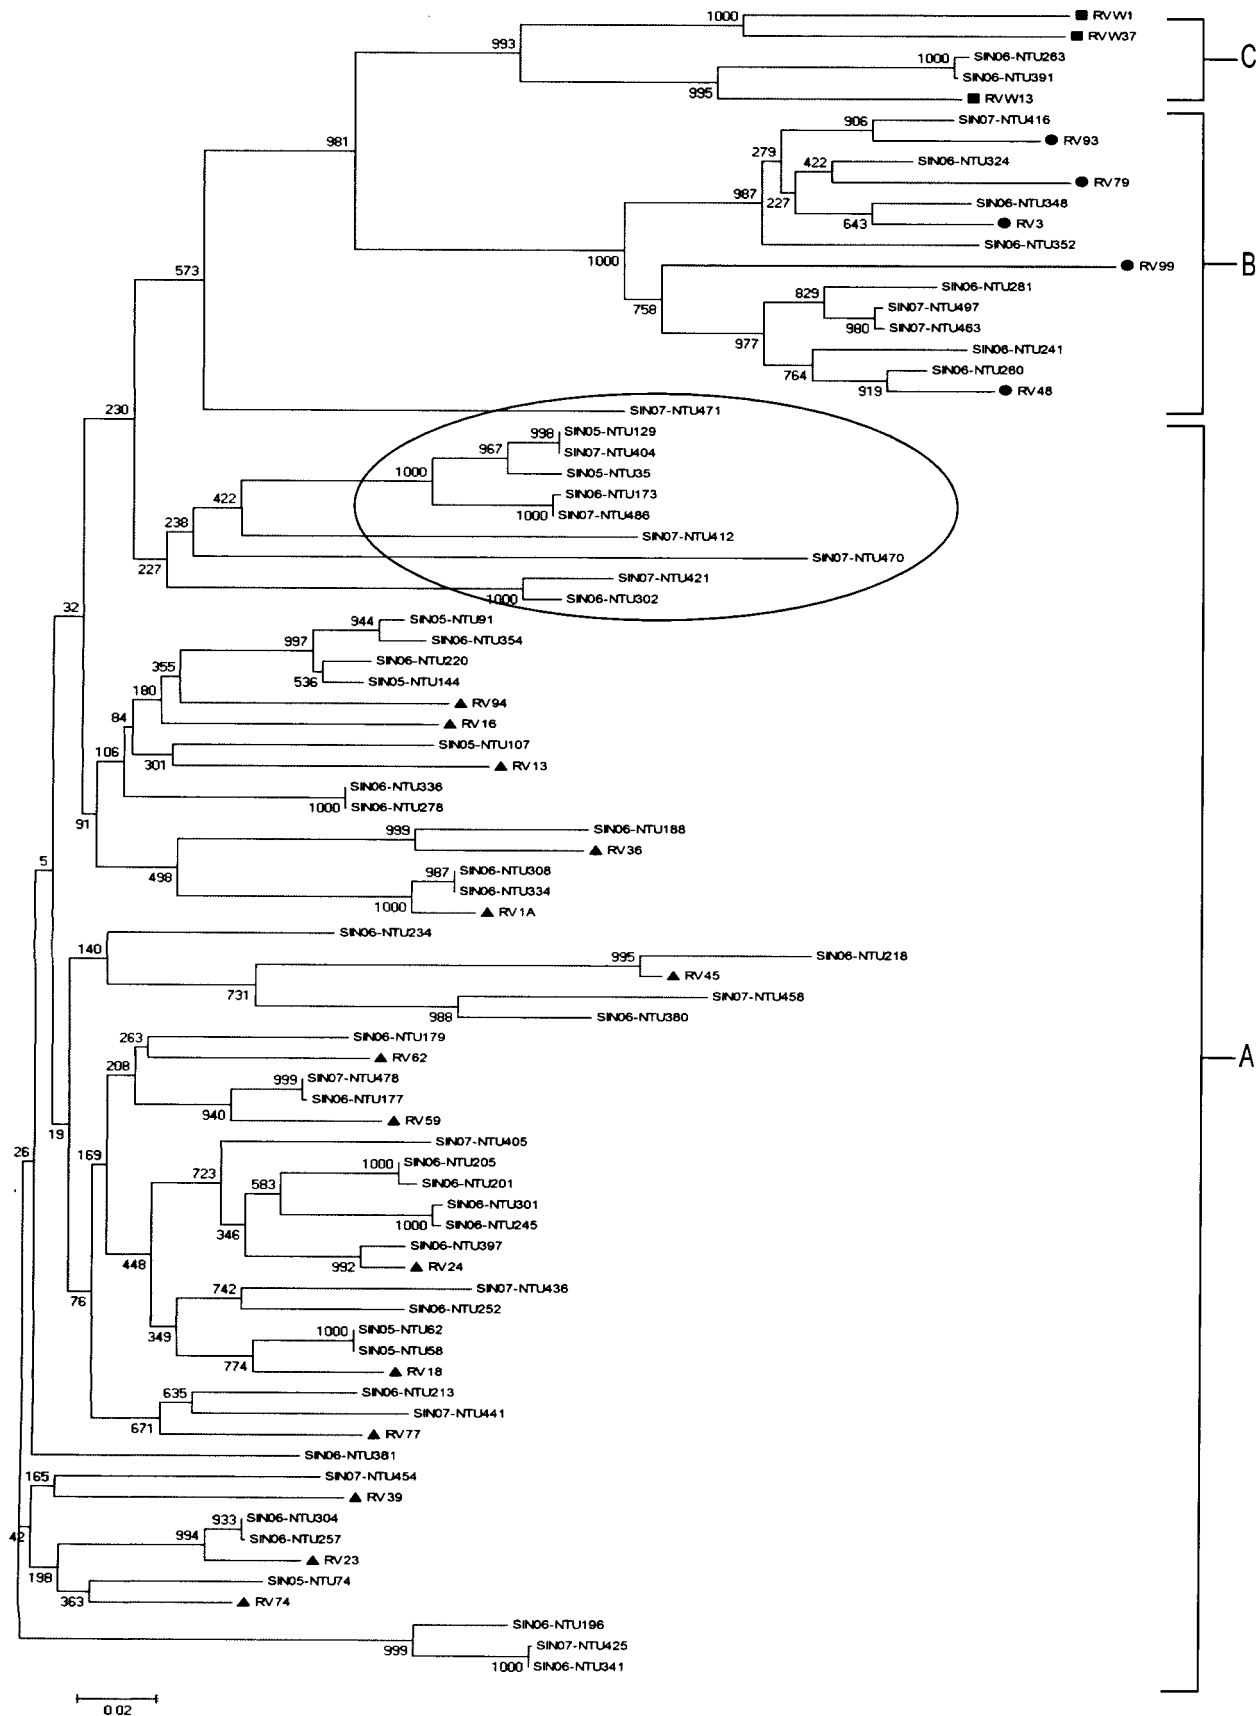 1000
RVW1
RVW37
993
C
1000
SIN06-NTU263
SIN06-NTU391
995
RVW13
906
SIN07-NTU416
981
279
RV93
422
SIN06-NTU324
987
227
RV79
SIN06-NTU348
643
RV3
SIN06-NTU352
1000
B
RV99
573
758
829
SIN06-NTU281
SIN07-NTU497
980
SIN07-NTU463
977
SIN06-NTU241
764
SIN06-NTU260
919
RV48
230
SIN07-NTU471
998
SIN05-NTU129
967
SIN07-NTU404
1000
SIN05-NTU35
422
SIN06-NTU173
1000
SIN07-NTU486
238
SIN07-NTU412
227
SIN07-NTU470
SIN07-NTU421
1000
SIN06-NTU302
32
944
SIN05-NTU91
997
SIN06-NTU354
355
SIN06-NTU220
536
SIN05-NTU144
180
RV94
84
RV16
106
SIN05-NTU107
301
RV13
SIN06-NTU336
1000
SIN06-NTU278
91
999
SIN06-NTU188
RV36
5
498
987
SIN06-NTU308
SIN06-NTU334
1000
RV1A
140
SIN06-NTU234
995
SIN06-NTU218
RV45
731
SIN07-NTU458
988
SIN06-NTU380
263
SIN06-NTU179
208
RV62
A
999
SIN07-NTU478
SIN06-NTU177
940
RV59
19
26
169
SIN07-NTU405
723
1000
SIN06-NTU205
583
SIN06-NTU201
SIN06-NTU301
346
1000
SIN06-NTU245
SIN06-NTU397
448
992
RV24
76
742
SIN07-NTU436
SIN06-NTU252
349
1000
SIN05-NTU62
SIN05-NTU58
774
RV18
635
SIN06-NTU213
SIN07-NTU441
671
RV77
SIN06-NTU381
165
SIN07-NTU454
RV39
42
933
SIN06-NTU304
994
SIN06-NTU257
RV23
198
SIN05-NTU74
363
RV74
SIN06-NTU196
999
SIN07-NTU425
1000
SIN06-NTU341
0.02